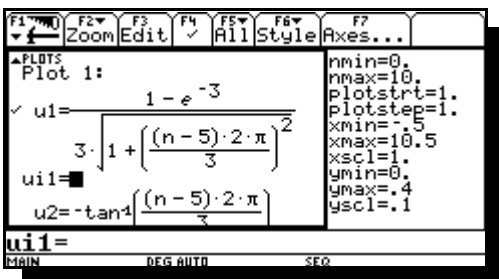 F1 F2 F3 F4 F5 F6 F7
Zoom Edit ✓ All Style Axes...
PLOTS
Plot 1:
✓ u1=(1-e^-3)/(3·√(1+(((n-5)·2·π)/3)^2))
ui1=
u2=-tan⁻¹(((n-5)·2·π)/3
nmin=0.
nmax=10.
plotstrt=1.
plotstep=1.
xmin=-.5
xmax=10.5
xscl=1.
ymin=0.
ymax=.4
yscl=.1
ui1=
MAIN DEG AUTO SEQ